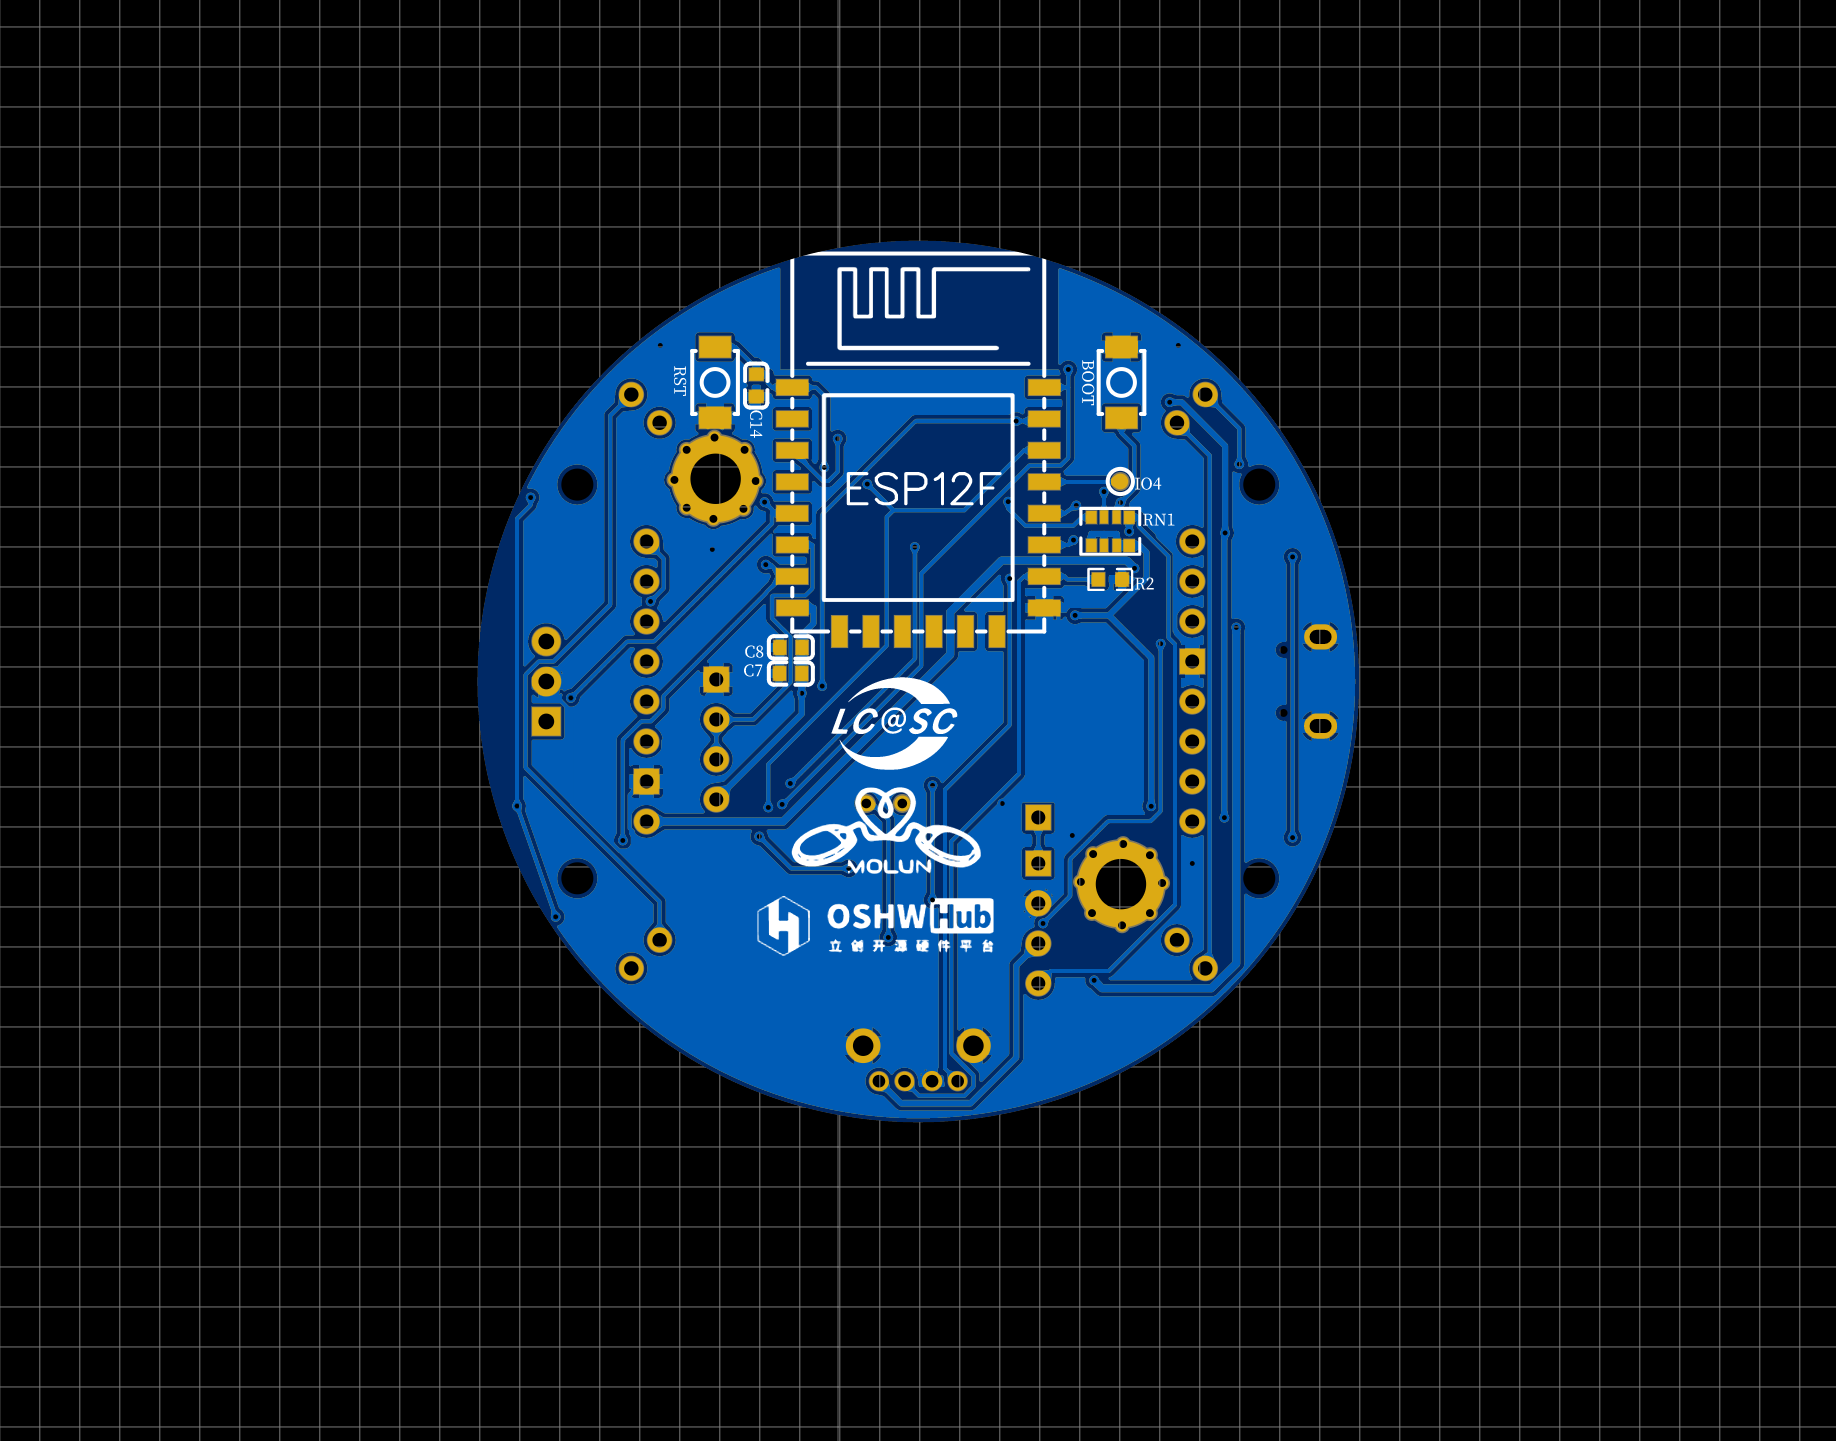 RST
BOOT
C14
ESP12F
IO4
RN1
R2
C8
C7
LC@SC
MOLUN
OSHWHub
立创开源硬件平台